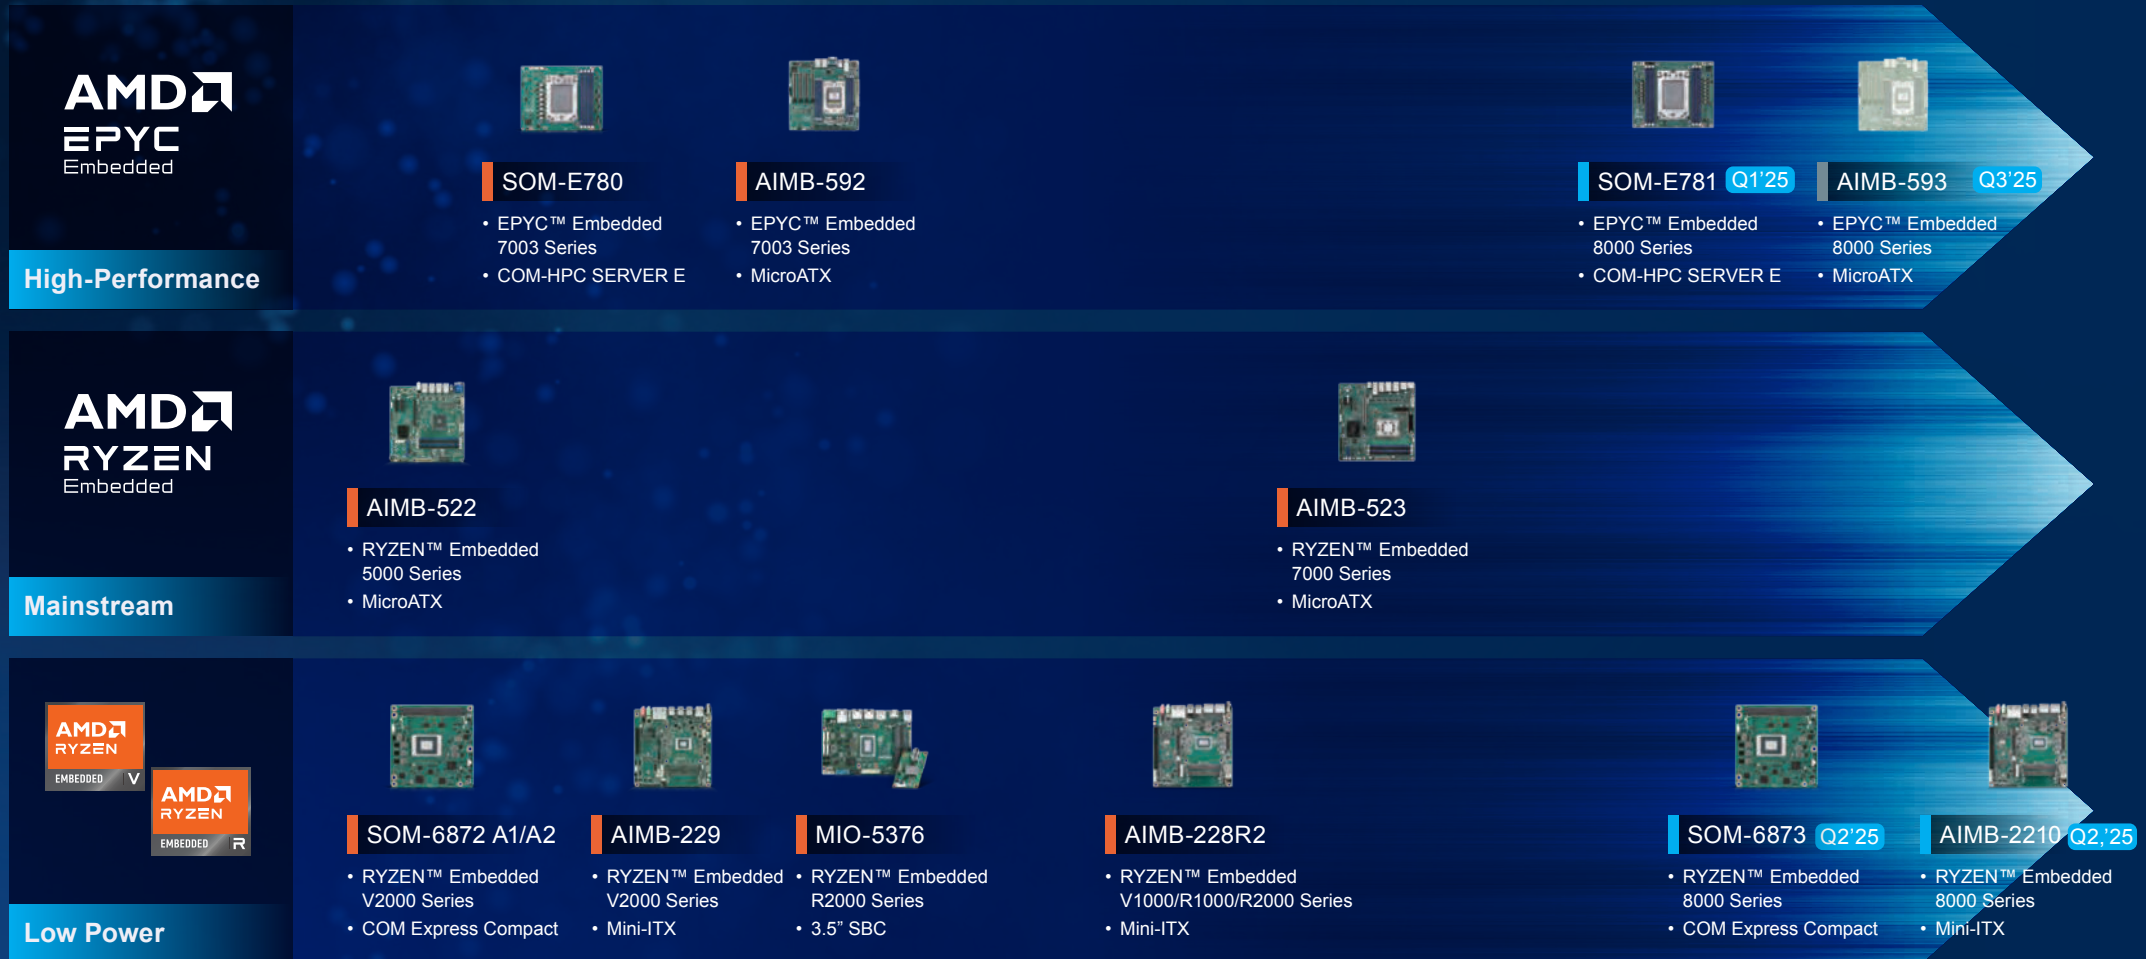 AMD
EPYC
Embedded
High-Performance
SOM-E780
• EPYC™ Embedded
7003 Series
• COM-HPC SERVER E
AIMB-592
• EPYC™ Embedded
7003 Series
• MicroATX
SOM-E781 Q1'25
• EPYC™ Embedded
8000 Series
• COM-HPC SERVER E
AIMB-593 Q3'25
• EPYC™ Embedded
8000 Series
• MicroATX
AMD
RYZEN
Embedded
Mainstream
AIMB-522
• RYZEN™ Embedded
5000 Series
• MicroATX
AIMB-523
• RYZEN™ Embedded
7000 Series
• MicroATX
AMD
RYZEN
EMBEDDED V
AMD
RYZEN
EMBEDDED R
Low Power
SOM-6872 A1/A2
• RYZEN™ Embedded
V2000 Series
• COM Express Compact
AIMB-229
• RYZEN™ Embedded
V2000 Series
• Mini-ITX
MIO-5376
• RYZEN™ Embedded
R2000 Series
• 3.5” SBC
AIMB-228R2
• RYZEN™ Embedded
V1000/R1000/R2000 Series
• Mini-ITX
SOM-6873 Q2'25
• RYZEN™ Embedded
8000 Series
• COM Express Compact
AIMB-2210 Q2,'25
• RYZEN™ Embedded
8000 Series
• Mini-ITX